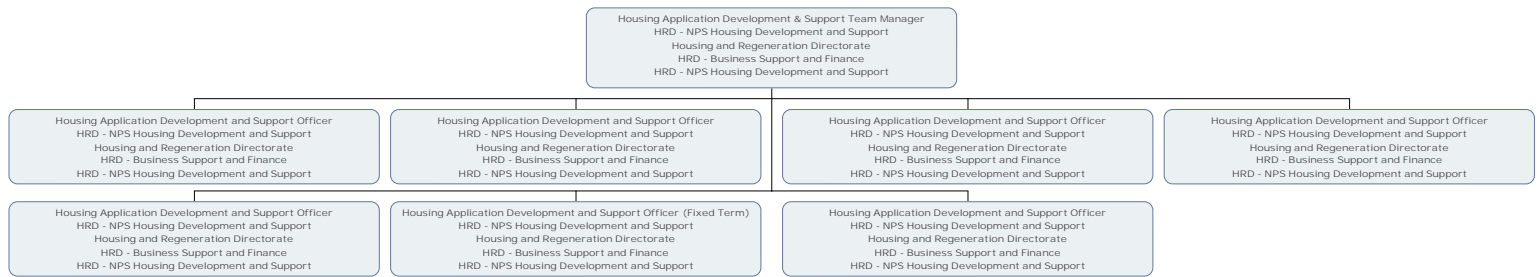 Housing Application Development & Support Team Manager
HRD - NPS Housing Development and Support
Housing and Regeneration Directorate
HRD - Business Support and Finance
HRD - NPS Housing Development and Support
Housing Application Development and Support Officer
HRD - NPS Housing Development and Support
Housing and Regeneration Directorate
HRD - Business Support and Finance
HRD - NPS Housing Development and Support
Housing Application Development and Support Officer
HRD - NPS Housing Development and Support
Housing and Regeneration Directorate
HRD - Business Support and Finance
HRD - NPS Housing Development and Support
Housing Application Development and Support Officer
HRD - NPS Housing Development and Support
Housing and Regeneration Directorate
HRD - Business Support and Finance
HRD - NPS Housing Development and Support
Housing Application Development and Support Officer
HRD - NPS Housing Development and Support
Housing and Regeneration Directorate
HRD - Business Support and Finance
HRD - NPS Housing Development and Support
Housing Application Development and Support Officer
HRD - NPS Housing Development and Support
Housing and Regeneration Directorate
HRD - Business Support and Finance
HRD - NPS Housing Development and Support
Housing Application Development and Support Officer (Fixed Term)
HRD - NPS Housing Development and Support
Housing and Regeneration Directorate
HRD - Business Support and Finance
HRD - NPS Housing Development and Support
Housing Application Development and Support Officer
HRD - NPS Housing Development and Support
Housing and Regeneration Directorate
HRD - Business Support and Finance
HRD - NPS Housing Development and Support